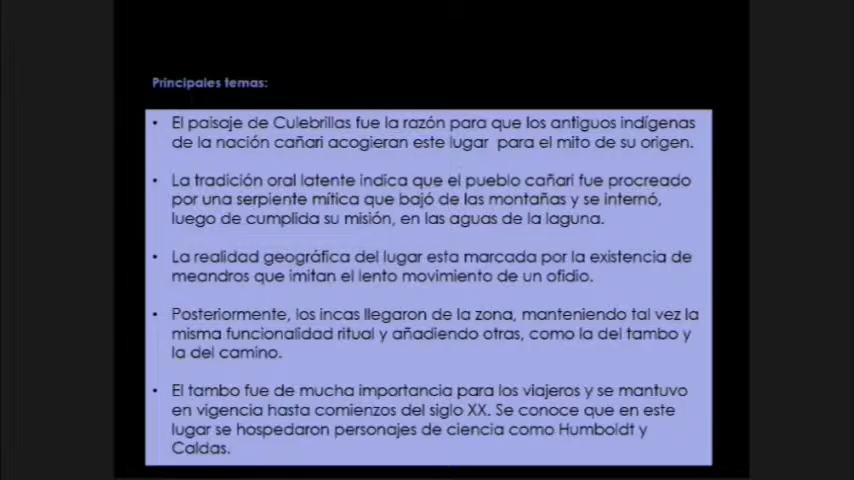 Principales temas:
• El paisaje de Culebrillas fue la razón para que los antiguos indígenas
de la nación cañari acogieran este lugar para el mito de su origen.
• La tradición oral latente indica que el pueblo cañari fue procreado
por una serpiente mítica que bajó de las montañas y se internó,
luego de cumplida su misión, en las aguas de la laguna.
• La realidad geográfica del lugar esta marcada por la existencia de
meandros que imitan el lento movimiento de un ofidio.
• Posteriormente, los incas llegaron de la zona, manteniendo tal vez la
misma funcionalidad ritual y añadiendo otras, como la del tambo y
la del camino.
• El tambo fue de mucha importancia para los viajeros y se mantuvo
en vigencia hasta comienzos del siglo XX. Se conoce que en este
lugar se hospedaron personajes de ciencia como Humboldt y
Caldas.